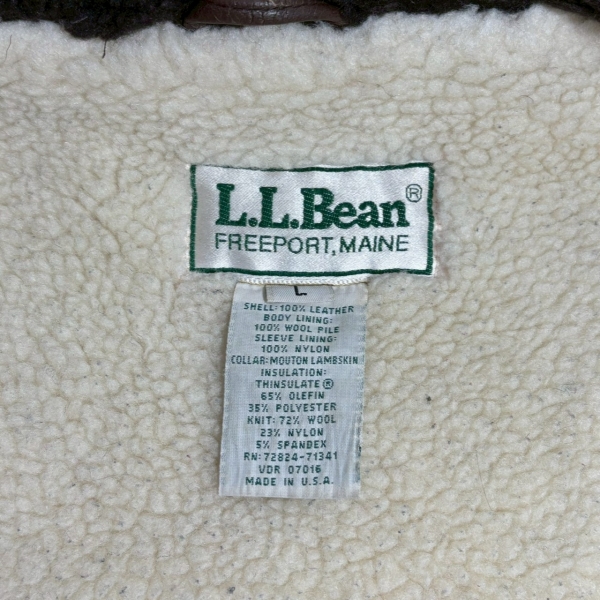 L.L.Bean®
FREEPORT, MAINE
L
SHELL: 100% LEATHER
BODY LINING:
100% WOOL PILE
SLEEVE LINING:
100% NYLON
COLLAR: MOUTON LAMBSKIN
INSULATION:
THINSULATE®
65% OLEFIN
35% POLYESTER
KNIT: 72% WOOL
23% NYLON
5% SPANDEX
RN: 72824-71341
VDR 07016
MADE IN U.S.A.